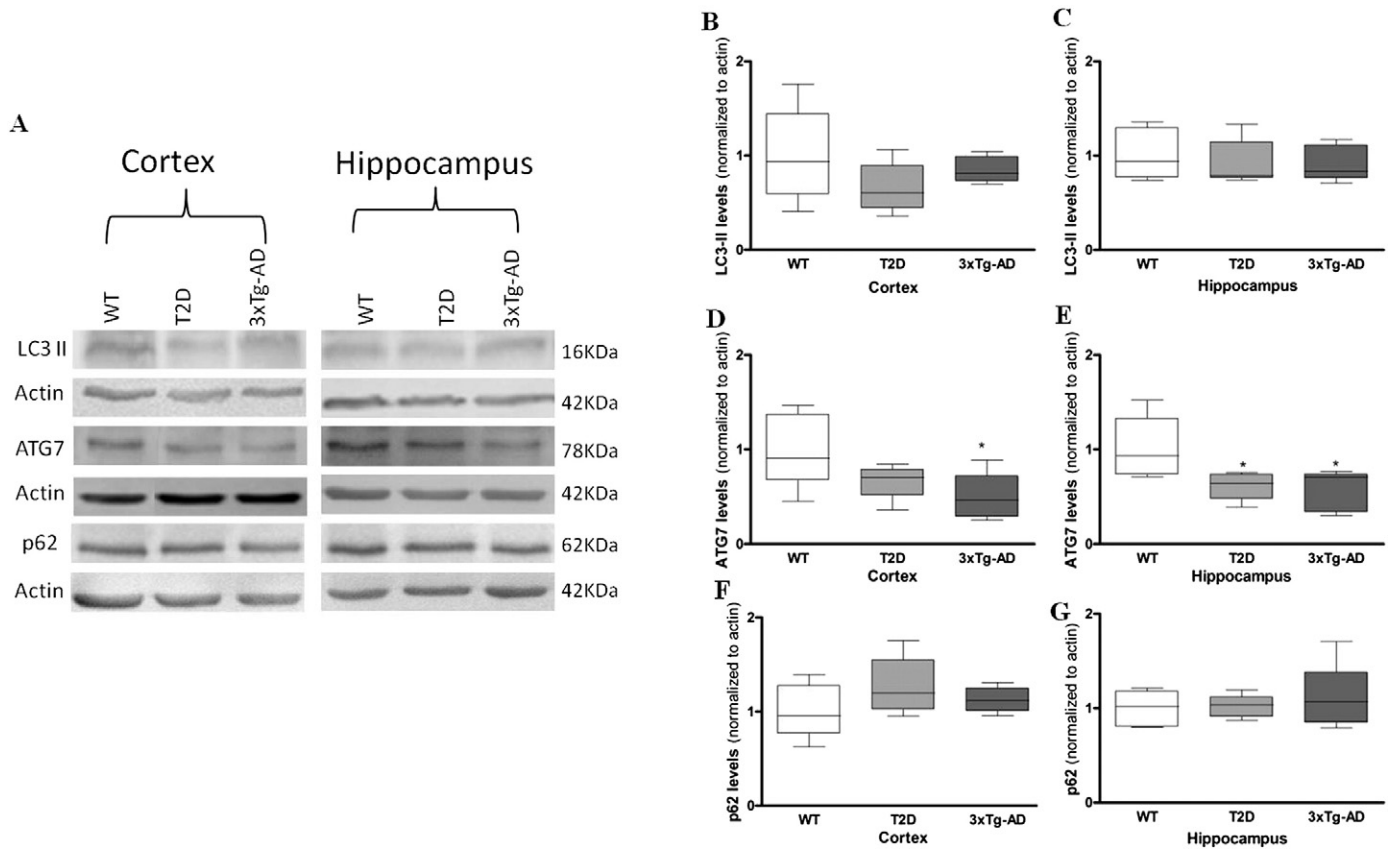 A
Cortex
Hippocampus
WT
T2D
3xTg-AD
WT
T2D
3xTg-AD
LC3 II
16KDa
Actin
42KDa
ATG7
78KDa
Actin
42KDa
p62
62KDa
Actin
42KDa
B
LC3-II levels (normalized to actin)
2
1
0
WT
T2D
3xTg-AD
Cortex
C
LC3-II levels (normalized to actin)
2
1
0
WT
T2D
3xTg-AD
Hippocampus
D
ATG7 levels (normalized to actin)
2
1
0
*
WT
T2D
3xTg-AD
Cortex
E
ATG7 levels (normalized to actin)
2
1
0
*
*
WT
T2D
3xTg-AD
Hippocampus
F
p62 levels (normalized to actin)
2
1
0
WT
T2D
3xTg-AD
Cortex
G
p62 (normalized to actin)
2
1
0
WT
T2D
3xTg-AD
Hippocampus